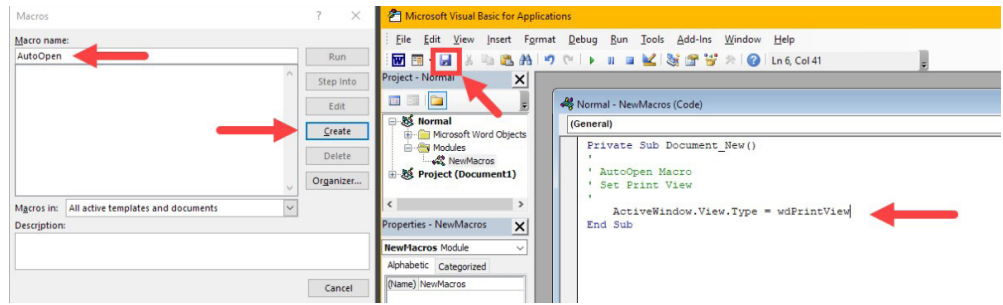 Macros
? ×
Macro name:
AutoOpen
Run
Step Into
Edit
Create
Delete
Organizer...
Macros in: All active templates and documents
Description:
Cancel
Microsoft Visual Basic for Applications
File Edit View Insert Format Debug Run Tools Add-Ins Window Help
Ln 6, Col 41
Project - Normal
Normal
Microsoft Word Objects
Modules
NewMacros
Project (Document1)
Properties - NewMacros
NewMacros Module
Alphabetic Categorized
(Name) NewMacros
Normal - NewMacros (Code)
(General)
Private Sub Document_New()
'
' AutoOpen Macro
' Set Print View
'
ActiveWindow.View.Type = wdPrintView
End Sub